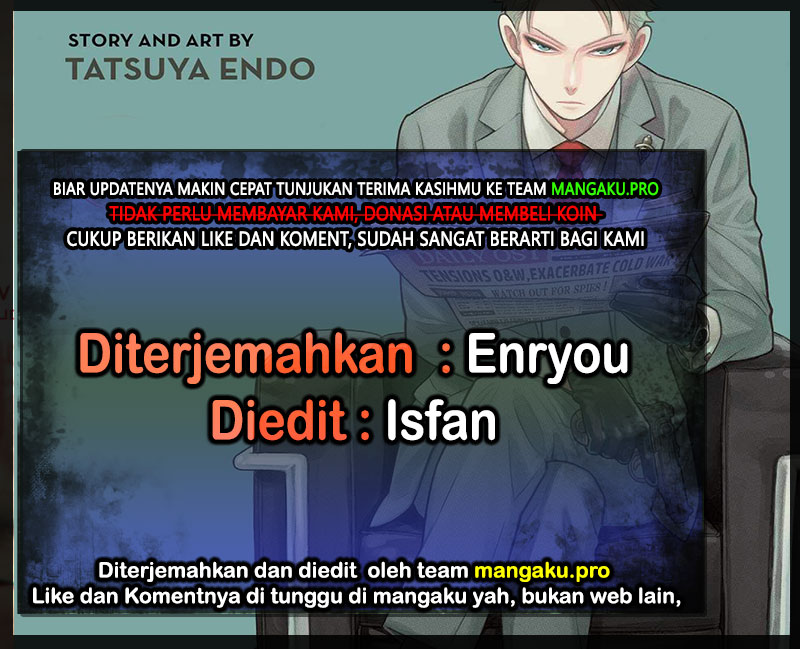 STORY AND ART BY
TATSUYA ENDO
BIAR UPDATENYA MAKIN CEPAT TUNJUKAN TERIMA KASIHMU KE TEAM MANGAKU.PRO
TIDAK PERLU MEMBAYAR KAMI, DONASI ATAU MEMBELI KOIN
CUKUP BERIKAN LIKE DAN KOMENT, SUDAH SANGAT BERARTI BAGI KAMI
DAILY OST
TENSIONS O&W, EXACERBATE COLD WAR
WATCH OUT FOR SPIES!
Diterjemahkan : Enryou
Diedit : Isfan
Diterjemahkan dan diedit oleh team mangaku.pro
Like dan Komentnya di tunggu di mangaku yah, bukan web lain,